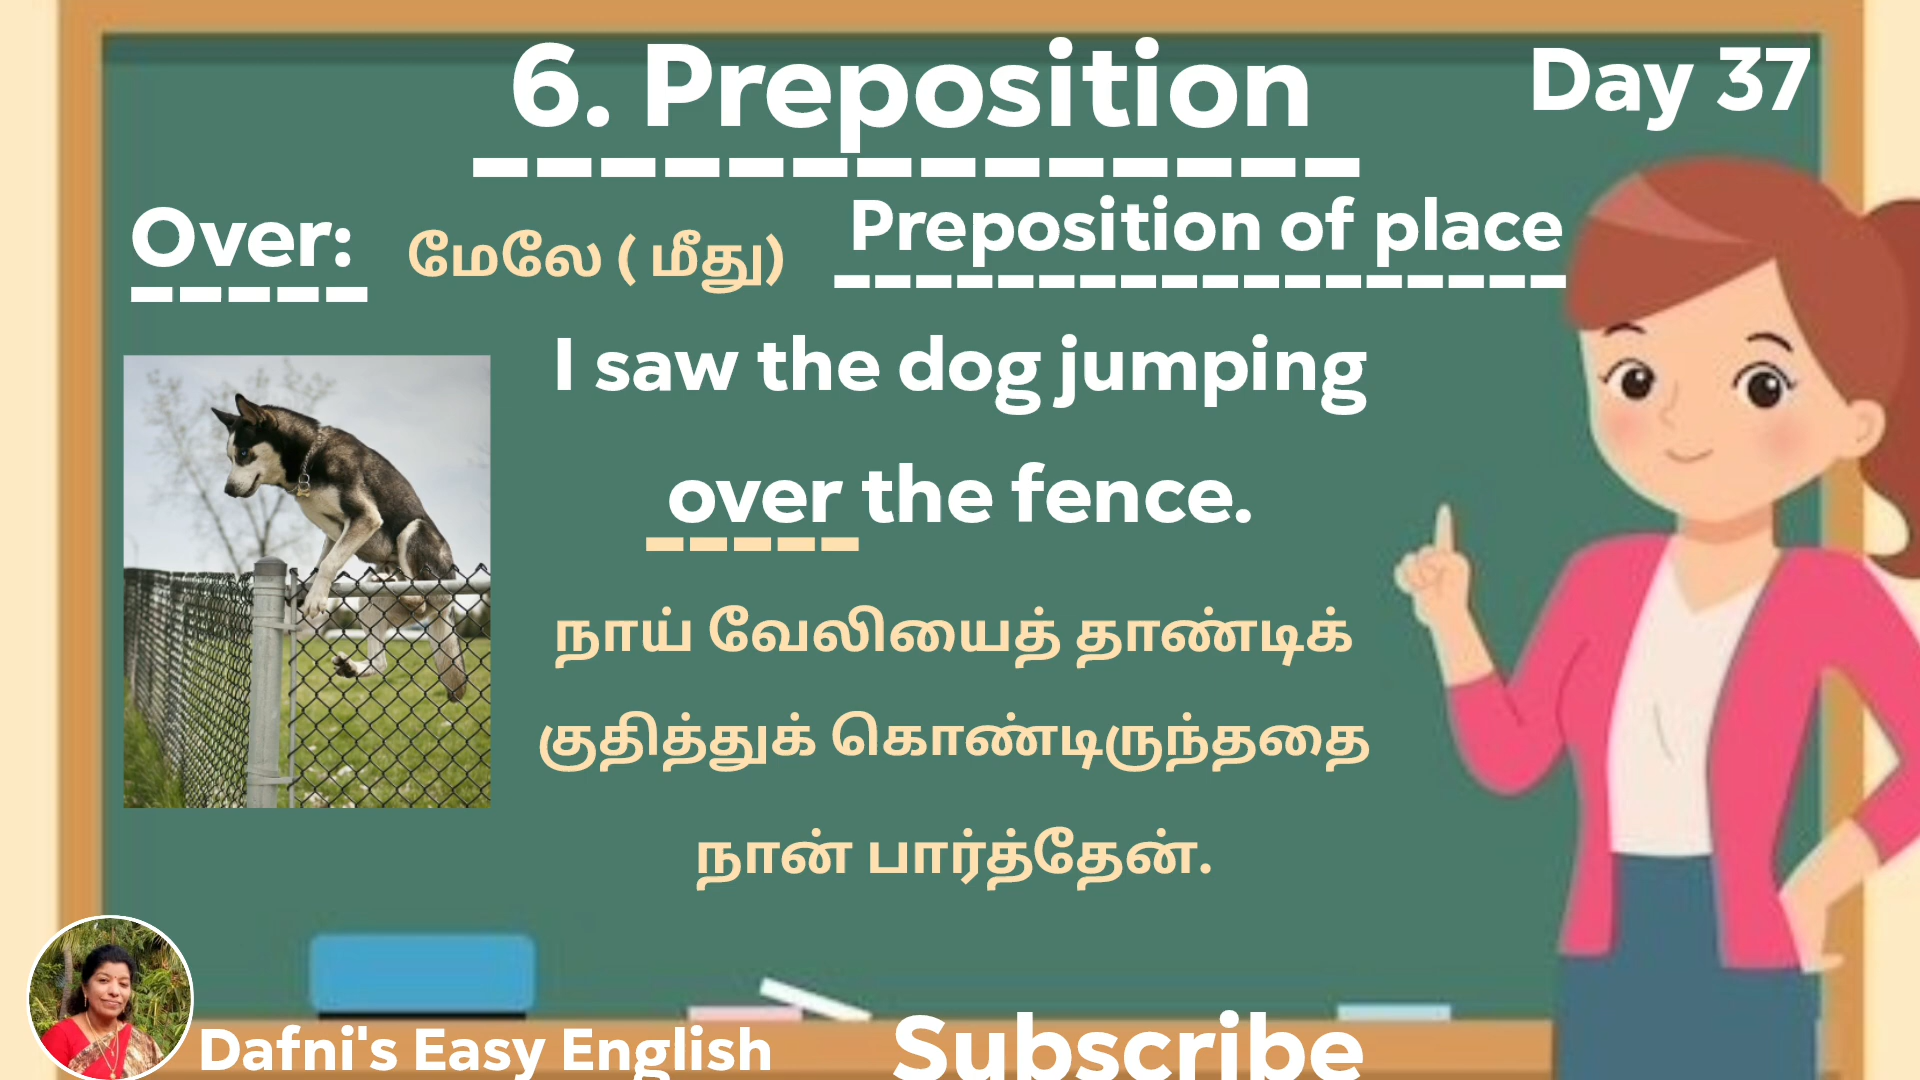 6. Preposition
Day 37
Over: மேலே ( மீது) Preposition of place
I saw the dog jumping
over the fence.
நாய் வேலியைத் தாண்டிக்
குதித்துக் கொண்டிருந்ததை
நான் பார்த்தேன்.
Dafni's Easy English
Subscribe